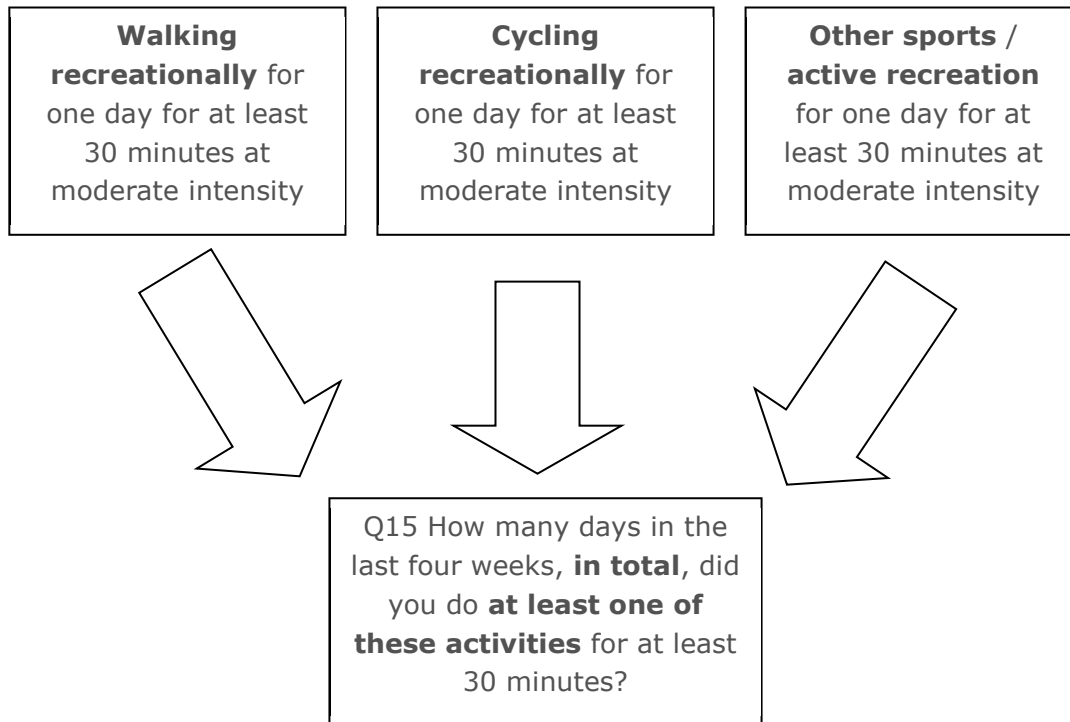 Walking
recreationally for
one day for at least
30 minutes at
moderate intensity
Cycling
recreationally for
one day for at least
30 minutes at
moderate intensity
Other sports /
active recreation
for one day for at
least 30 minutes at
moderate intensity
Q15 How many days in the
last four weeks, in total, did
you do at least one of
these activities for at least
30 minutes?